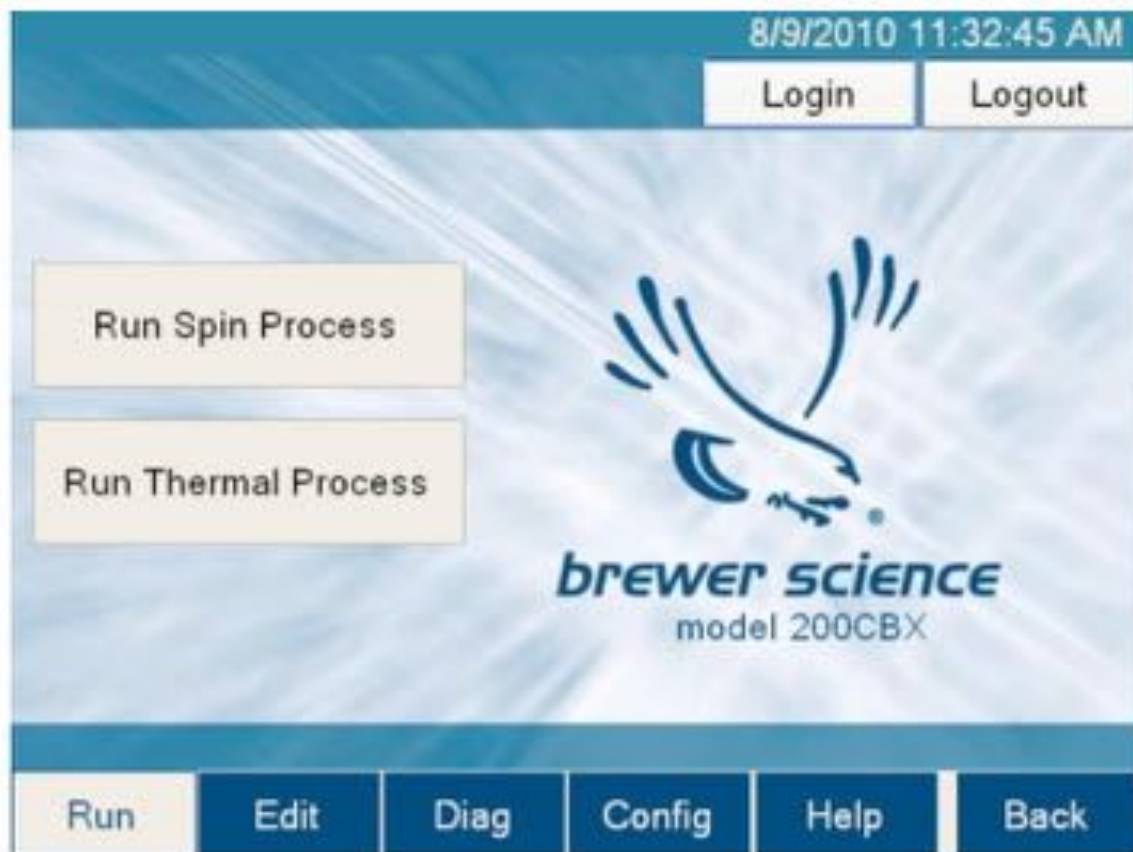 8/9/2010 11:32:45 AM
Login Logout
Run Spin Process
Run Thermal Process
®
brewer science
model 200CBX
Run Edit Diag Config Help Back